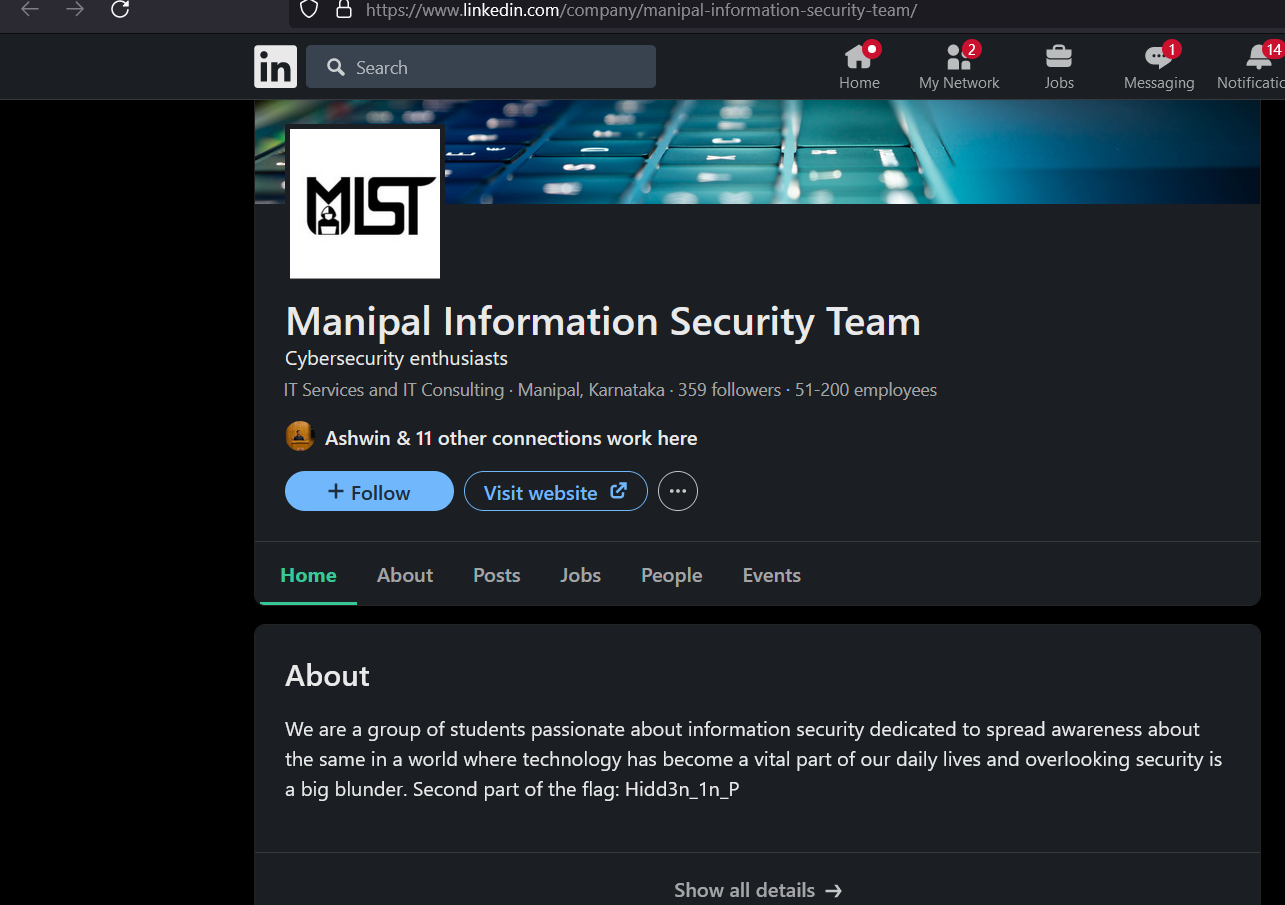 https://www.linkedin.com/company/manipal-information-security-team/
in
Search
Home
2
My Network
Jobs
1
Messaging
14
Notificatio
MIST
Manipal Information Security Team
Cybersecurity enthusiasts
IT Services and IT Consulting · Manipal, Karnataka · 359 followers · 51-200 employees
Ashwin & 11 other connections work here
+ Follow
Visit website
Home About Posts Jobs People Events
About
We are a group of students passionate about information security dedicated to spread awareness about
the same in a world where technology has become a vital part of our daily lives and overlooking security is
a big blunder. Second part of the flag: Hidd3n_1n_P
Show all details →